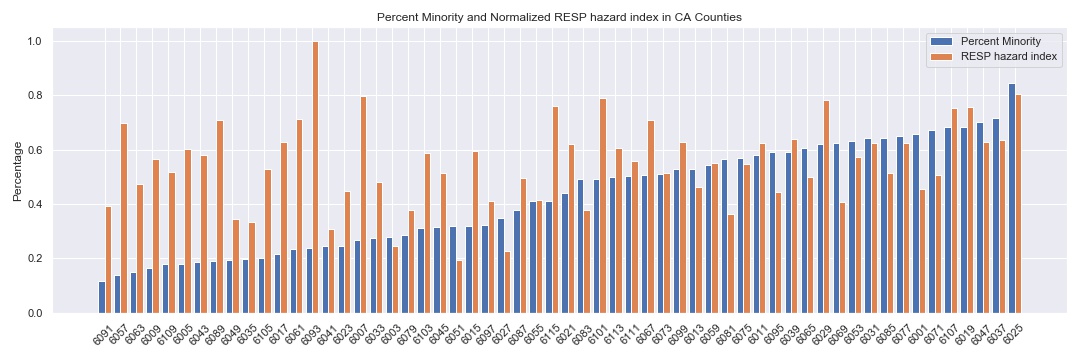 Percent Minority and Normalized RESP hazard index in CA Counties
Percent Minority
RESP hazard index
Percentage
1.0
0.8
0.6
0.4
0.2
0.0
6091 6057 6063 6009 6109 6005 6043 6089 6049 6035 6105 6017 6061 6093 6041 6023 6007 6033 6003 6079 6103 6045 6051 6015 6097 6027 6087 6055 6115 6021 6083 6101 6113 6111 6067 6073 6099 6013 6059 6081 6075 6011 6095 6039 6065 6029 6069 6053 6031 6085 6077 6001 6071 6107 6019 6047 6037 6025